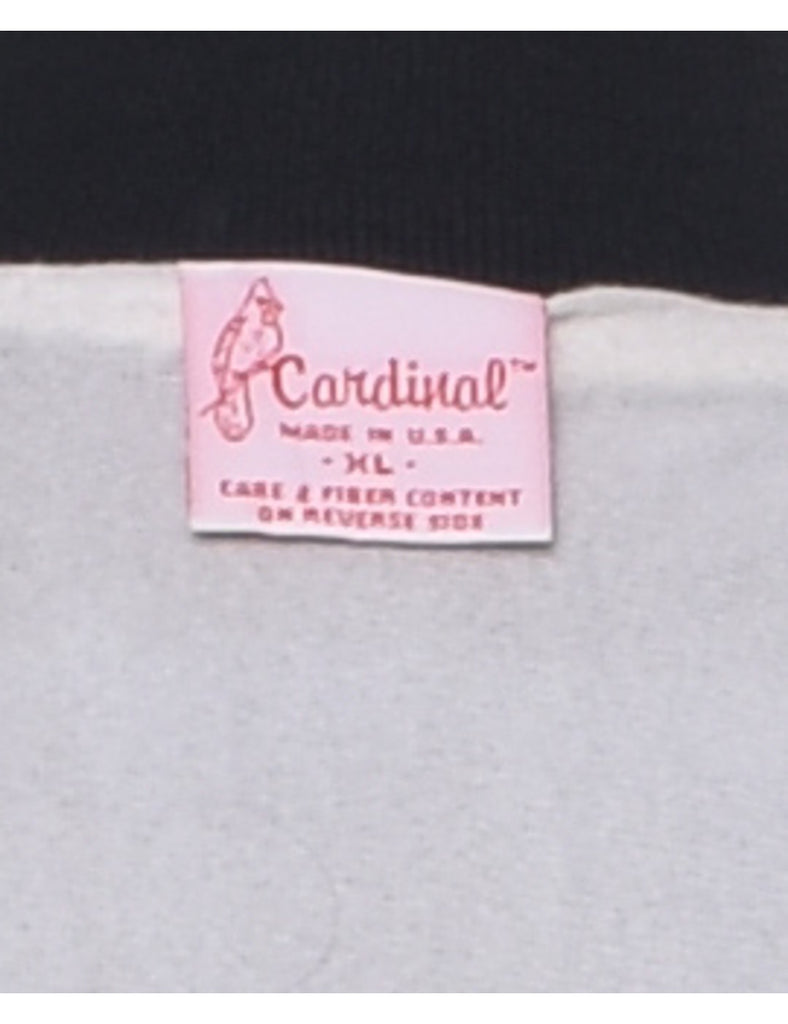 Cardinal™
MADE IN U.S.A.
- XL -
CARE & FIBER CONTENT
ON REVERSE SIDE